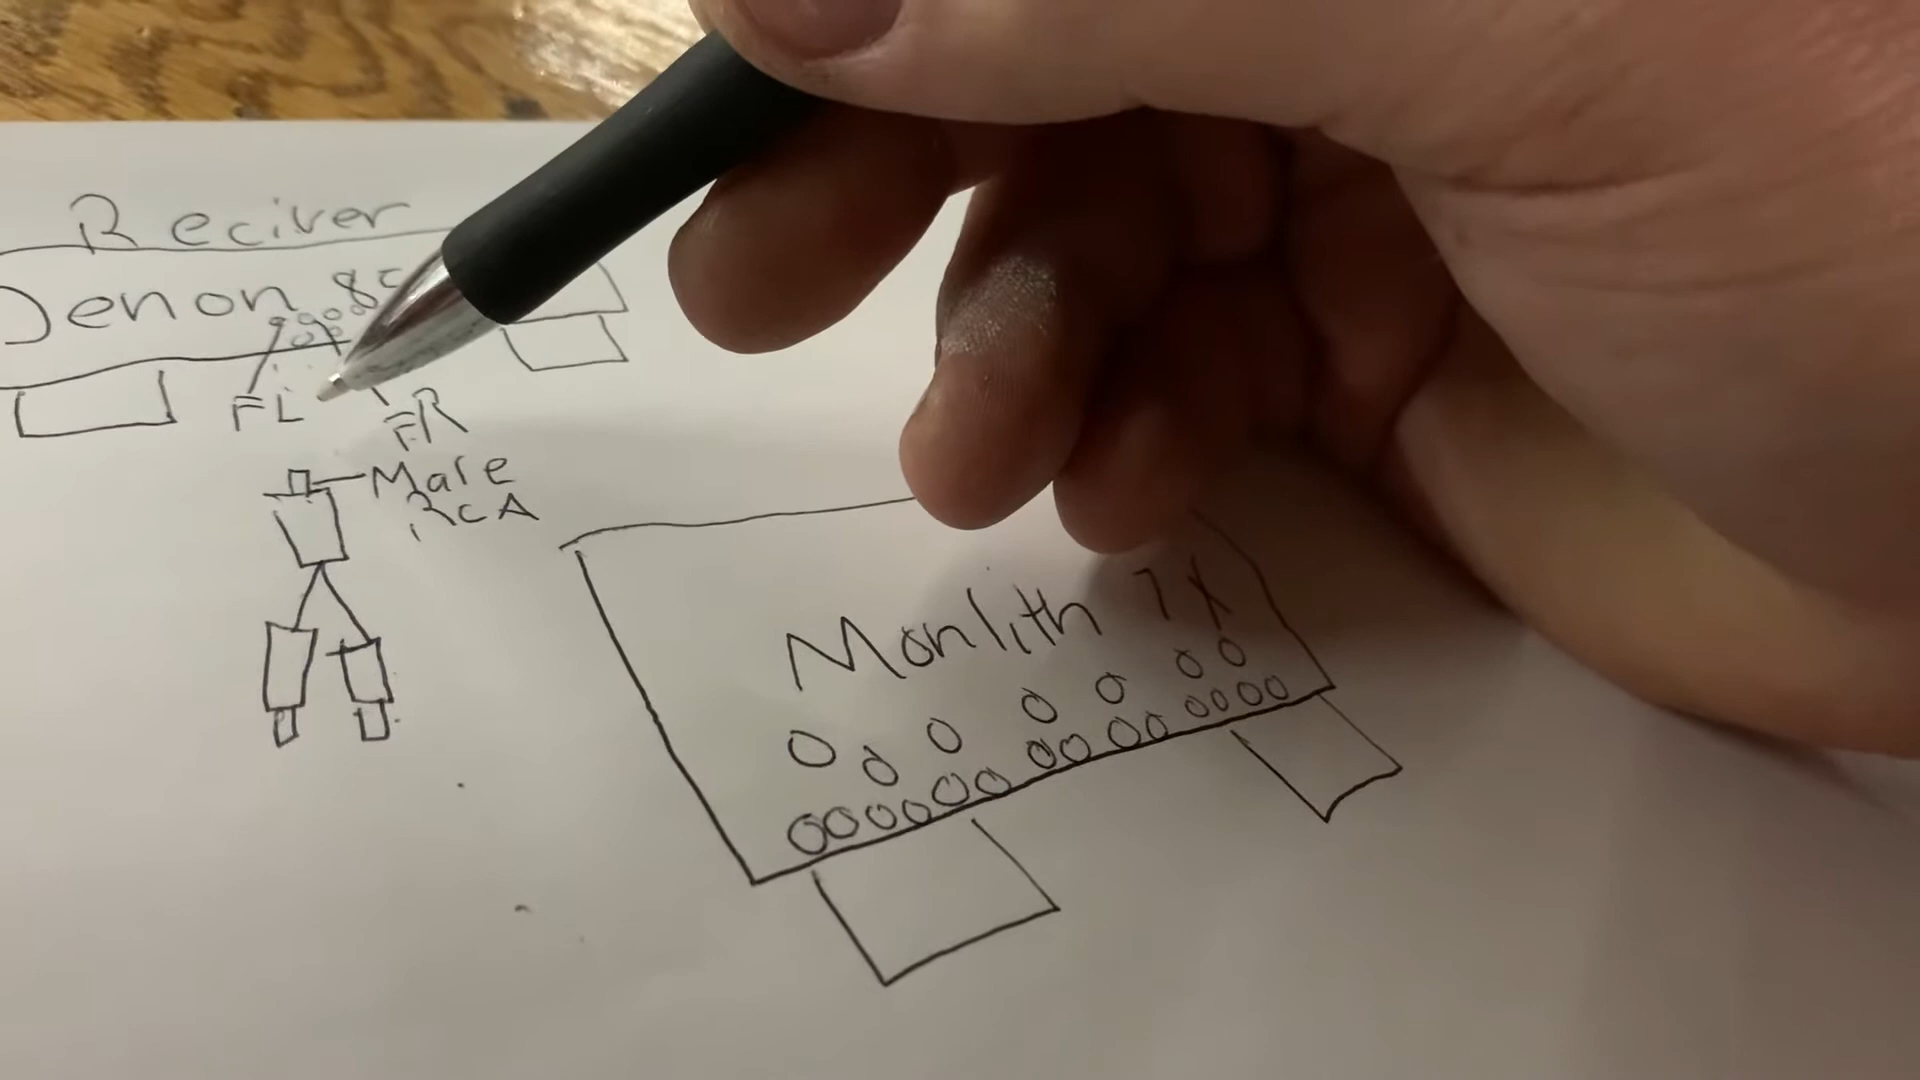 Reciver
Denon
FL
FR
Male
RCA
Monlith 7X